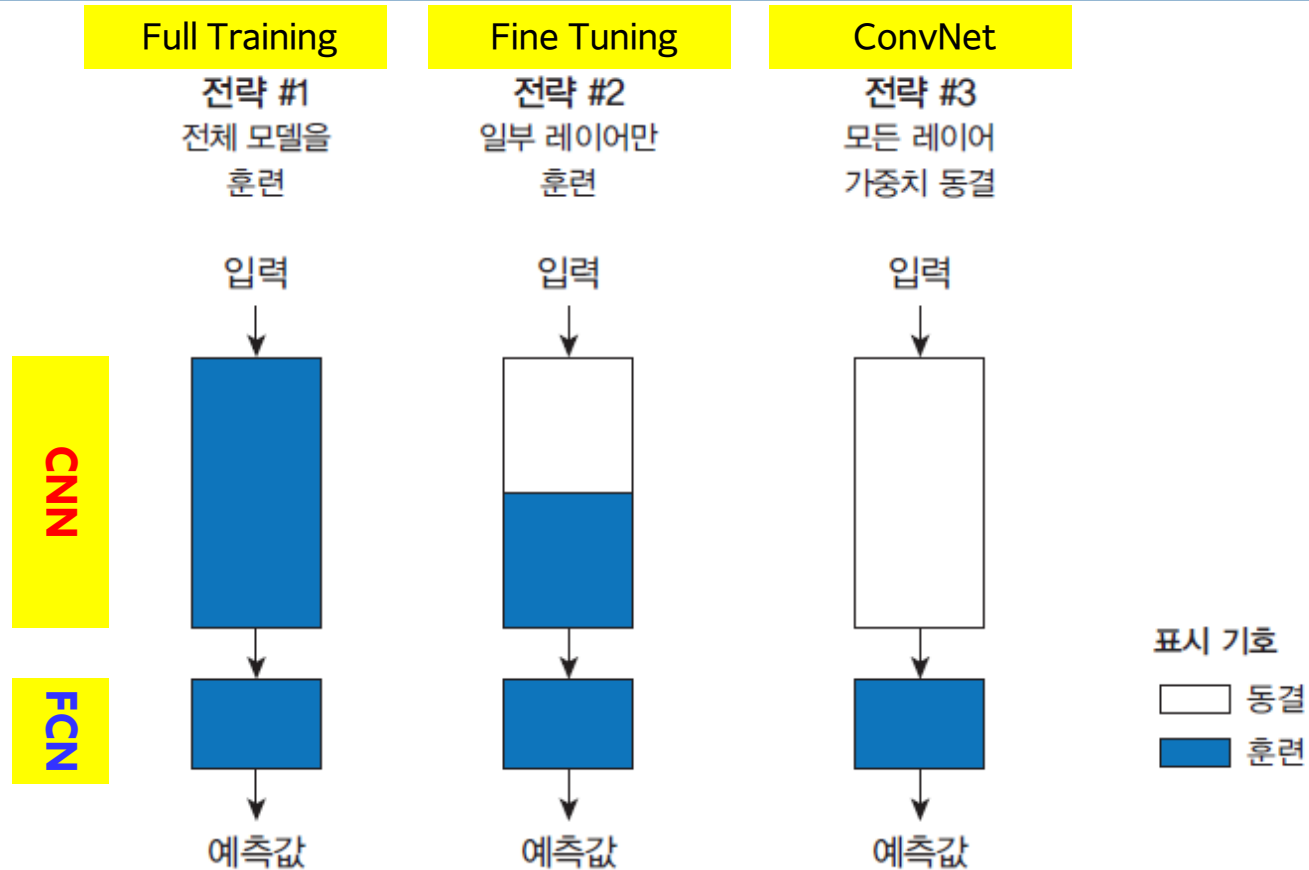 Full Training
Fine Tuning
ConvNet
전략 #1
전체 모델을
훈련
전략 #2
일부 레이어만
훈련
전략 #3
모든 레이어
가중치 동결
입력
입력
입력
CNN
FCN
예측값
예측값
예측값
표시 기호
동결
훈련